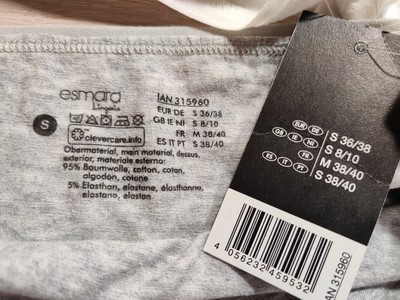 esmara
Lingerie
S
clevercare.info
IAN 315960
EUR DE S 36/38
GB IE NI S 8/10
FR M 38/40
ES IT PT S 38/40
Obermaterial, main material, dessus,
exterior, materiale esterno:
95% Baumwolle, cotton, coton,
algodón, cotone
5% Elasthan, elastane, élasthanne,
elastano, elastan
EUR DE S 36/38
GB IE NI S 8/10
FR M 38/40
ES IT PT S 38/40
4 056232 459532
IAN 315960